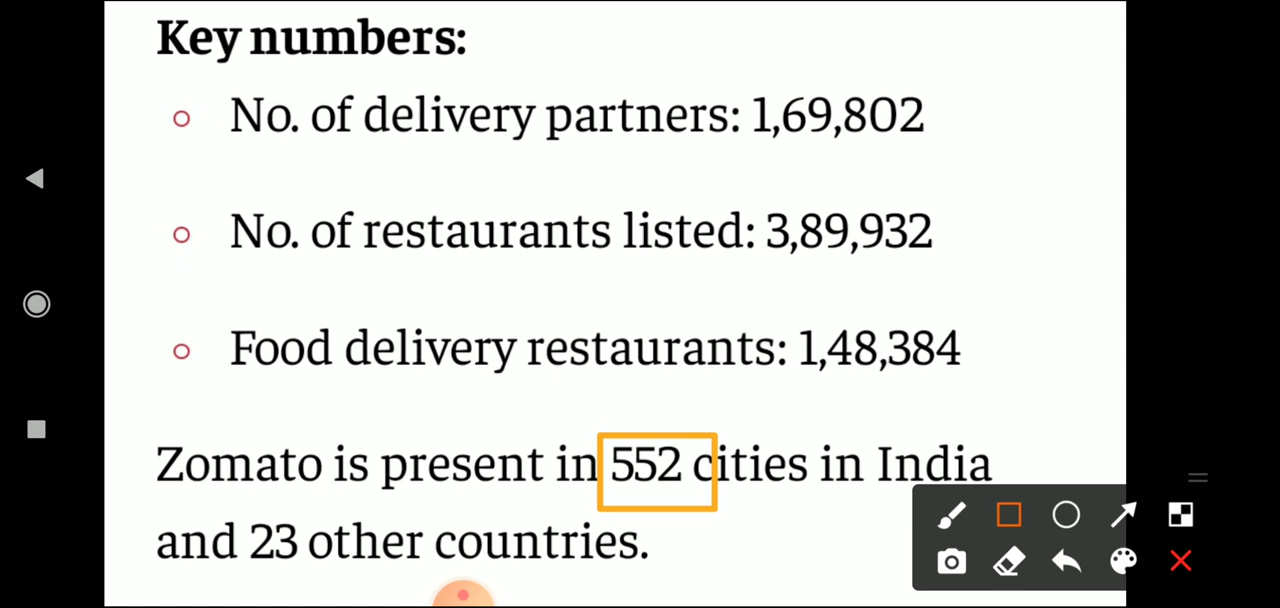 Key numbers:
No. of delivery partners: 1,69,802
No. of restaurants listed: 3,89,932
Food delivery restaurants: 1,48,384
Zomato is present in 552 cities in India
and 23 other countries.